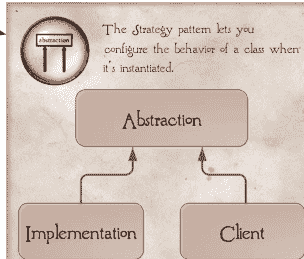 abstraction
The Strategy pattern lets you
configure the behavior of a class when
it's instantiated.
Abstraction
Implementation
Client